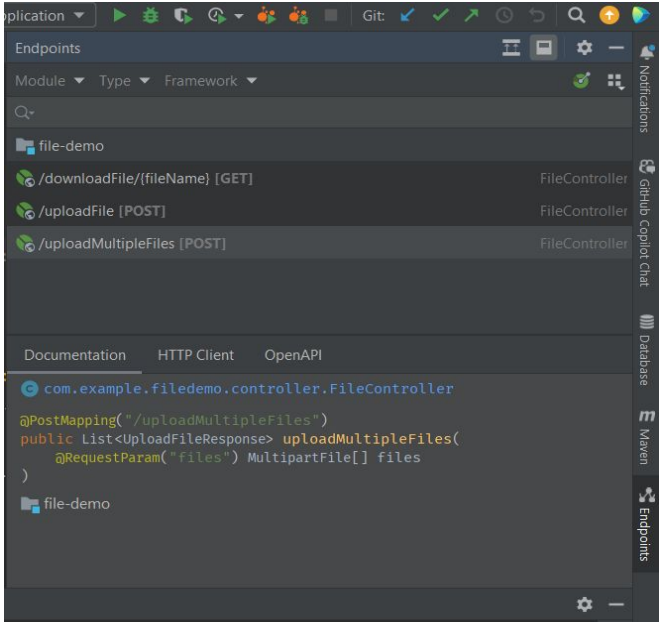 pplication
Git:
Endpoints
Module Type Framework
file-demo
/downloadFile/{fileName} [GET] FileController
/uploadFile [POST] FileController
/uploadMultipleFiles [POST] FileController
Documentation HTTP Client OpenAPI
C com.example.filedemo.controller.FileController
@PostMapping("/uploadMultipleFiles")
public List<UploadFileResponse> uploadMultipleFiles(
@RequestParam("files") MultipartFile[] files
)
file-demo
Notifications
GitHub Copilot Chat
Database
m Maven
Endpoints